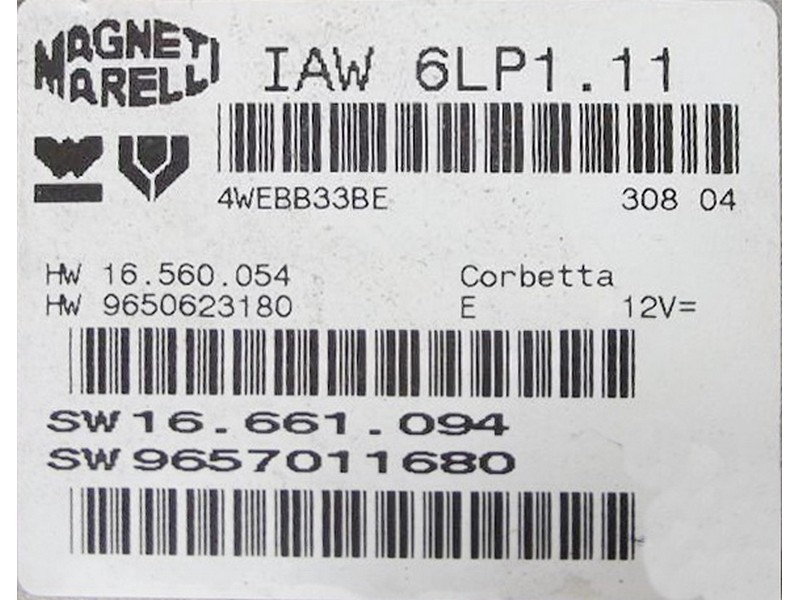 MAGNETI
MARELLI
IAW 6LP1.11
4WEBB33BE 308 04
HW 16.560.054 Corbetta
HW 9650623180 E 12V=
SW 16.661.094
SW 9657011680